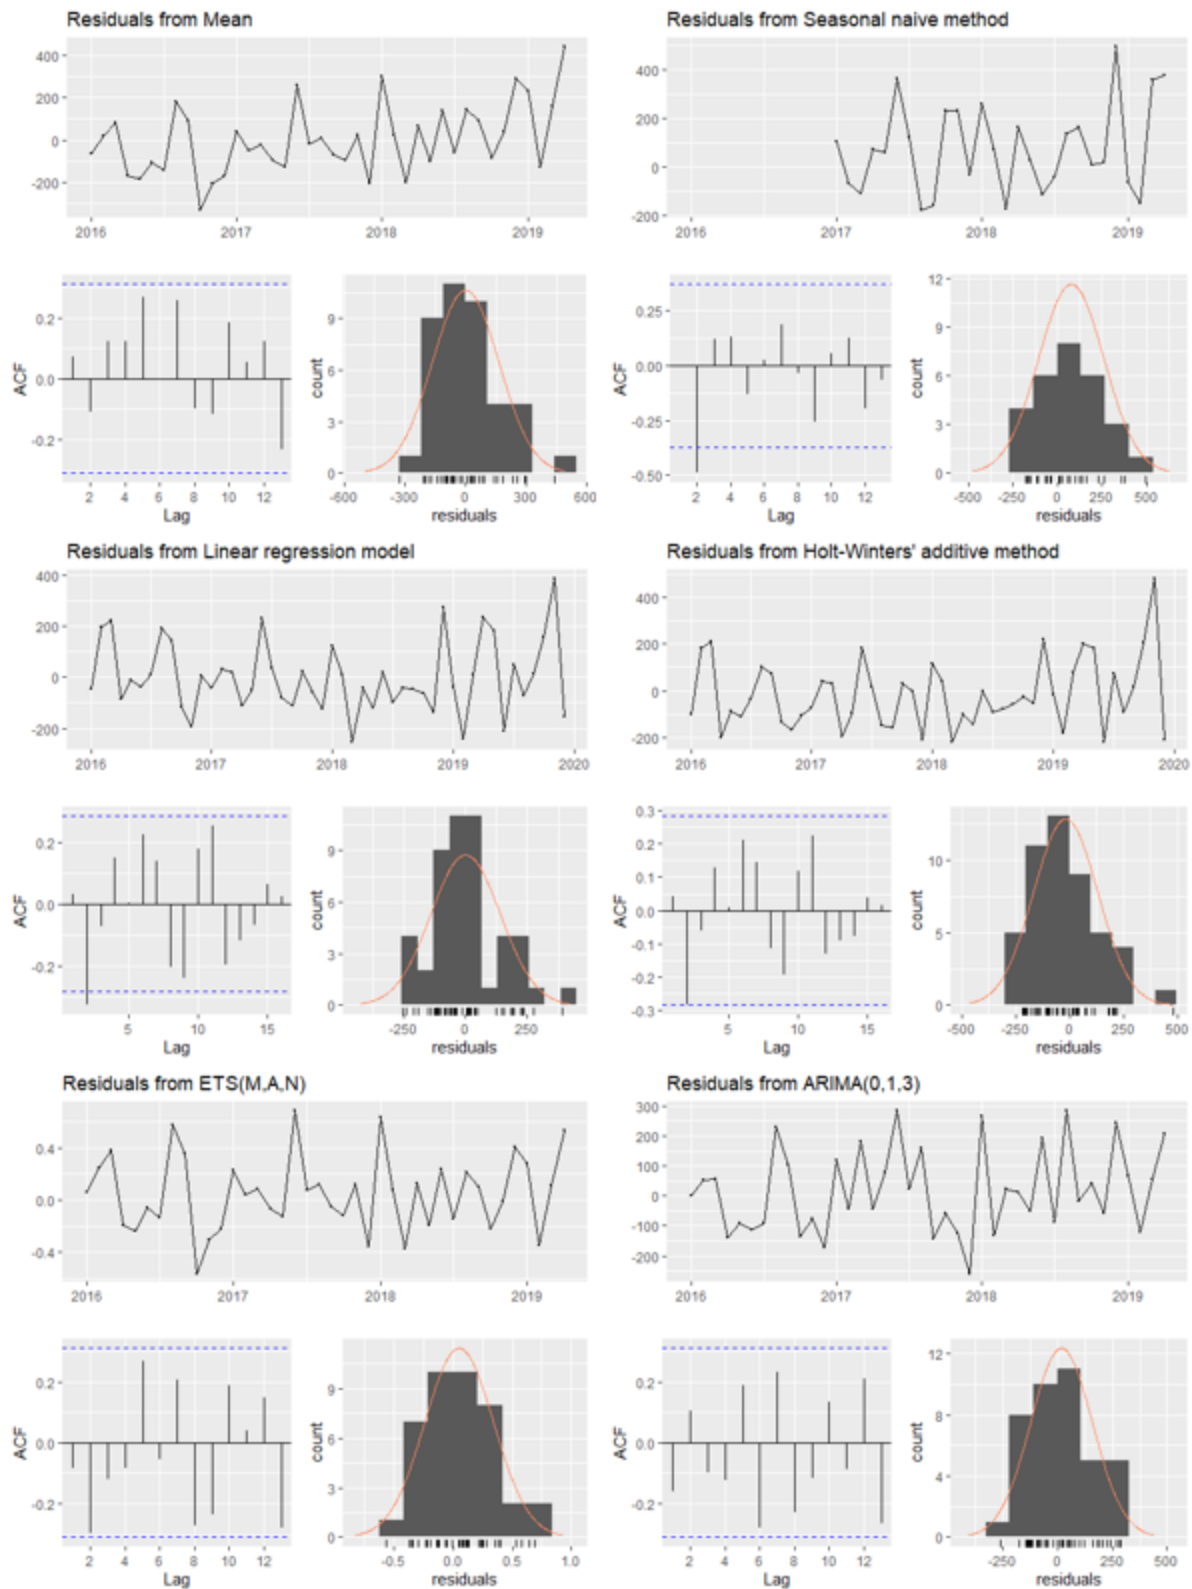 Residuals from Mean
400
200
0
-200
2016 2017 2018 2019
ACF
0.2
0.0
-0.2
2 4 6 8 10 12
Lag
count
9
6
3
0
-600 -300 0 300 600
residuals
Residuals from Seasonal naive method
400
200
0
-200
2016 2017 2018 2019
ACF
0.25
0.00
-0.25
-0.50
2 4 6 8 10 12
Lag
count
12
9
6
3
0
-500 -250 0 250 500
residuals
Residuals from Linear regression model
400
200
0
-200
2016 2017 2018 2019 2020
ACF
0.2
0.0
-0.2
5 10 15
Lag
count
9
6
3
0
-250 0 250
residuals
Residuals from Holt-Winters' additive method
400
200
0
-200
2016 2017 2018 2019 2020
ACF
0.3
0.2
0.1
0.0
-0.1
-0.2
-0.3
5 10 15
Lag
count
10
5
0
-500 -250 0 250 500
residuals
Residuals from ETS(M,A,N)
0.4
0.0
-0.4
2016 2017 2018 2019
ACF
0.2
0.0
-0.2
2 4 6 8 10 12
Lag
count
9
6
3
0
-0.5 0.0 0.5 1.0
residuals
Residuals from ARIMA(0,1,3)
300
200
100
0
-100
-200
2016 2017 2018 2019
ACF
0.2
0.0
-0.2
2 4 6 8 10 12
Lag
count
12
8
4
0
-250 0 250 500
residuals